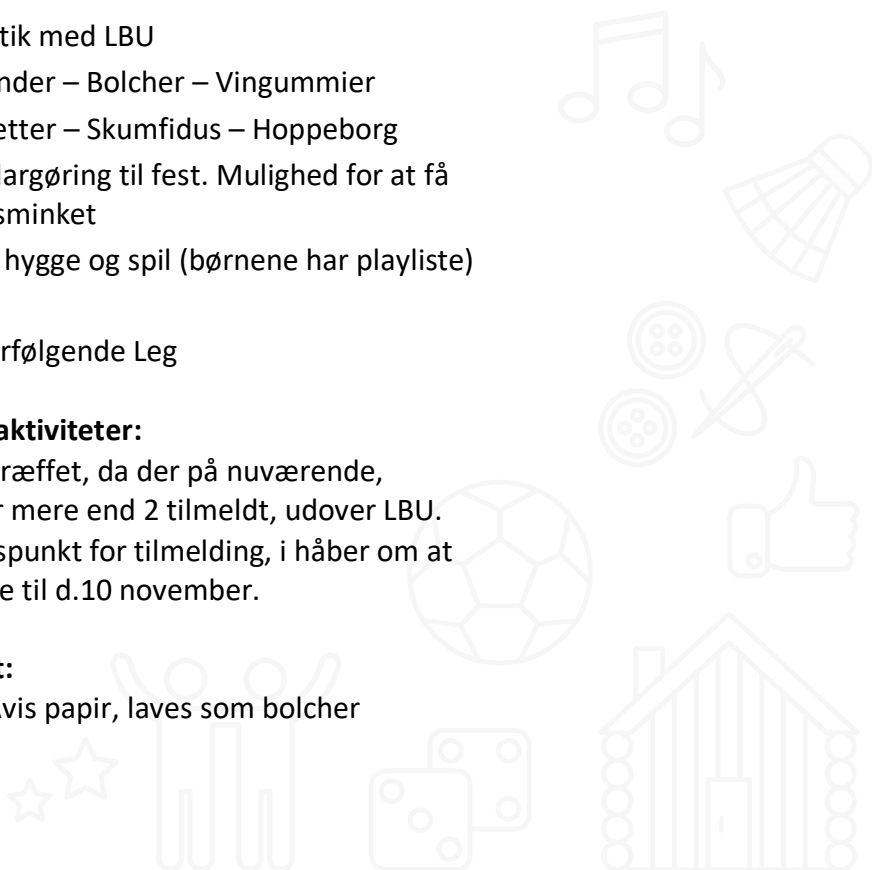 tik med LBU
nder – Bolcher – Vingummier
etter – Skumfidus – Hoppeborg
largøring til fest. Mulighed for at få
sminket
hygge og spil (børnene har playliste)
rfølgende Leg
aktiviteter:
ræffet, da der på nuværende,
r mere end 2 tilmeldt, udover LBU.
spunkt for tilmelding, i håber om at
e til d.10 november.
t:
Avis papir, laves som bolcher